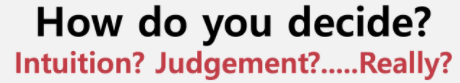 How do you decide?
Intuition? Judgement?.....Really?